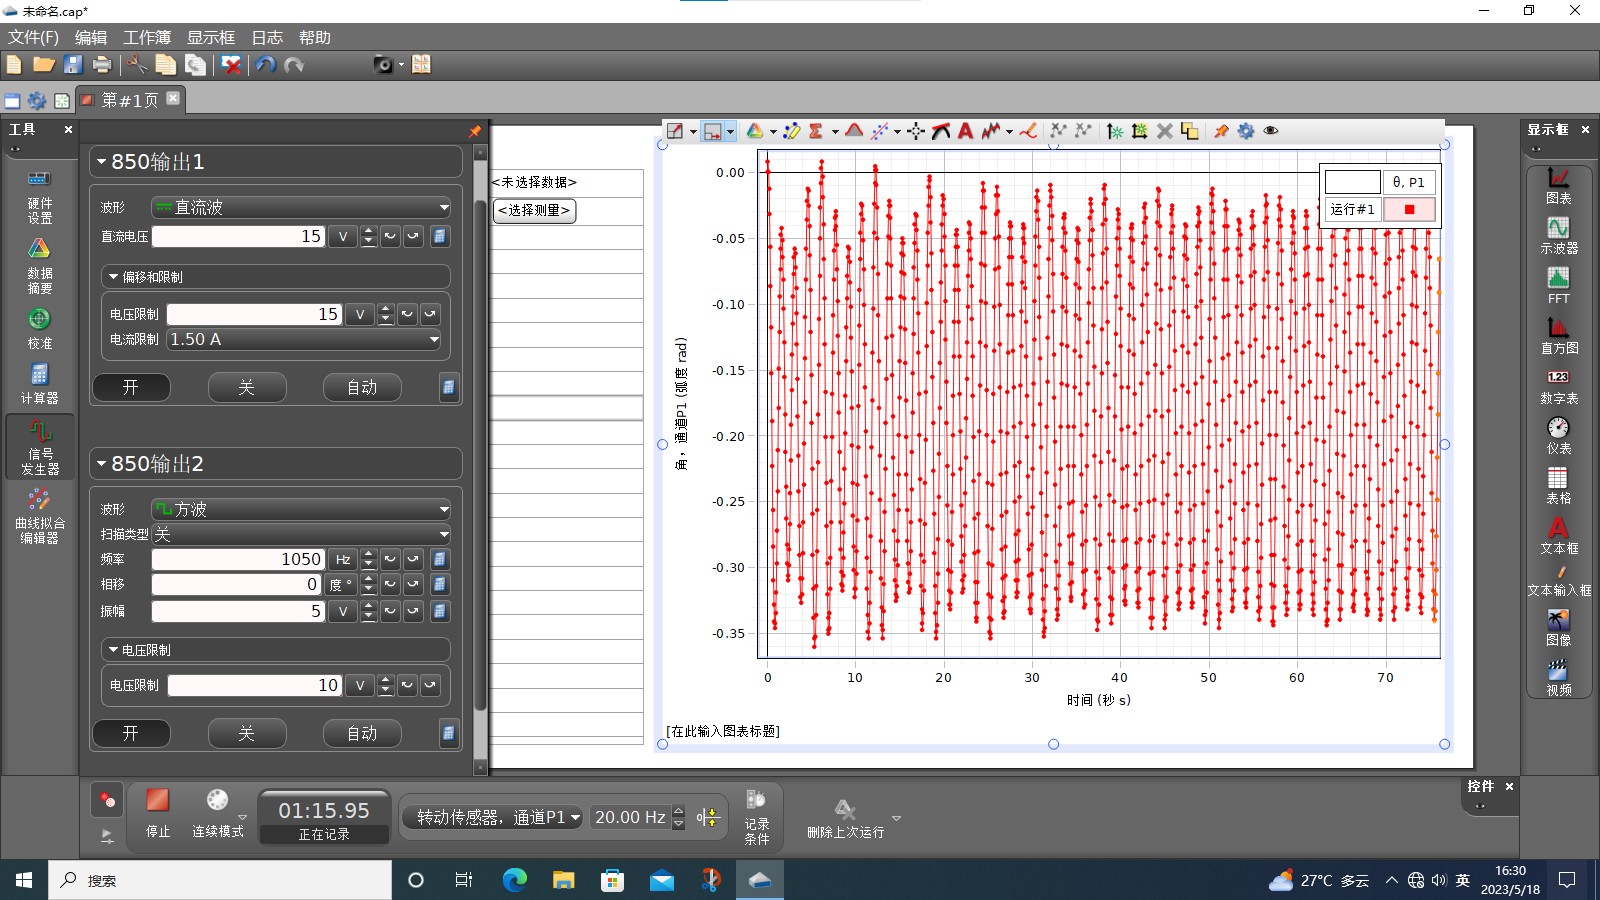 未命名.cap*
文件(F) 编辑 工作簿 显示框 日志 帮助
第#1页
工具
硬件
设置
数据
摘要
校准
计算器
信号
发生器
曲线拟合
编辑器
850输出1
波形 直流波
直流电压 15 V
偏移和限制
电压限制 15 V
电流限制 1.50 A
开 关 自动
850输出2
波形 方波
扫描类型 关
频率 1050 Hz
相移 0 度 °
振幅 5 V
电压限制
电压限制 10 V
开 关 自动
<未选择数据>
<选择测量>
θ, P1
运行#1
0.00
-0.05
-0.10
-0.15
-0.20
-0.25
-0.30
-0.35
角，通道P1 (弧度 rad)
0 10 20 30 40 50 60 70
时间 (秒 s)
[在此输入图表标题]
显示框
图表
示波器
FFT
直方图
1.23
数字表
仪表
表格
A
文本框
文本输入框
图像
视频
控件
停止
连续模式
01:15.95
正在记录
转动传感器，通道P1
20.00 Hz
记录
条件
删除上次运行
搜索
27°C 多云
英
16:30
2023/5/18